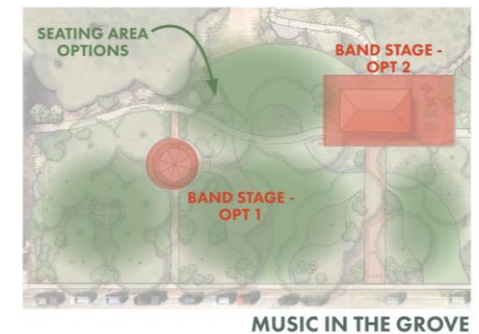 SEATING AREA
OPTIONS
BAND STAGE -
OPT 2
BAND STAGE -
OPT 1
MUSIC IN THE GROVE